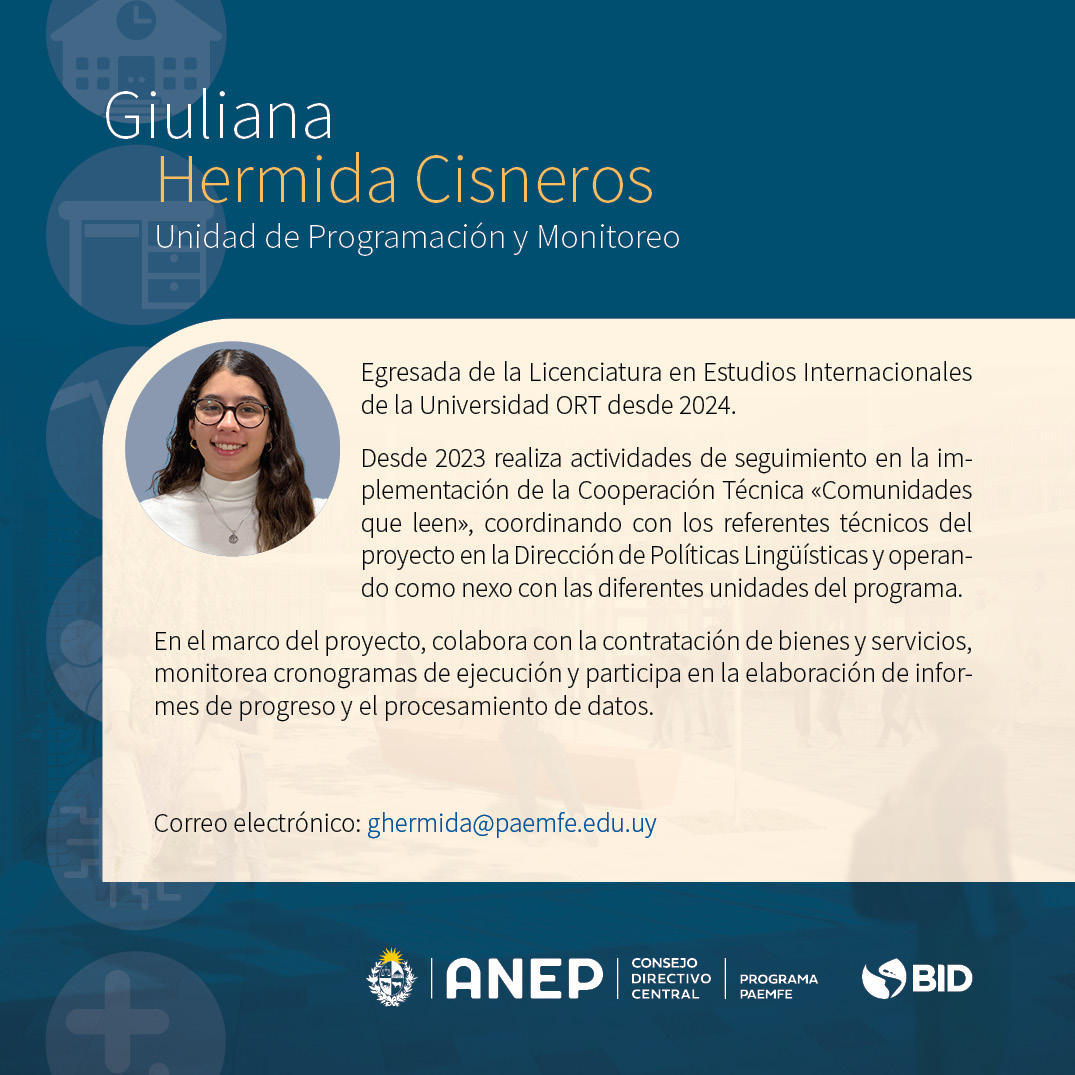 Giuliana
Hermida Cisneros
Unidad de Programación y Monitoreo
Egresada de la Licenciatura en Estudios Internacionales
de la Universidad ORT desde 2024.
Desde 2023 realiza actividades de seguimiento en la im-
plementación de la Cooperación Técnica «Comunidades
que leen», coordinando con los referentes técnicos del
proyecto en la Dirección de Políticas Lingüísticas y operan-
do como nexo con las diferentes unidades del programa.
En el marco del proyecto, colabora con la contratación de bienes y servicios,
monitorea cronogramas de ejecución y participa en la elaboración de infor-
mes de progreso y el procesamiento de datos.
Correo electrónico: ghermida@paemfe.edu.uy
ANEP
CONSEJO
DIRECTIVO
CENTRAL
PROGRAMA
PAEMFE
BID